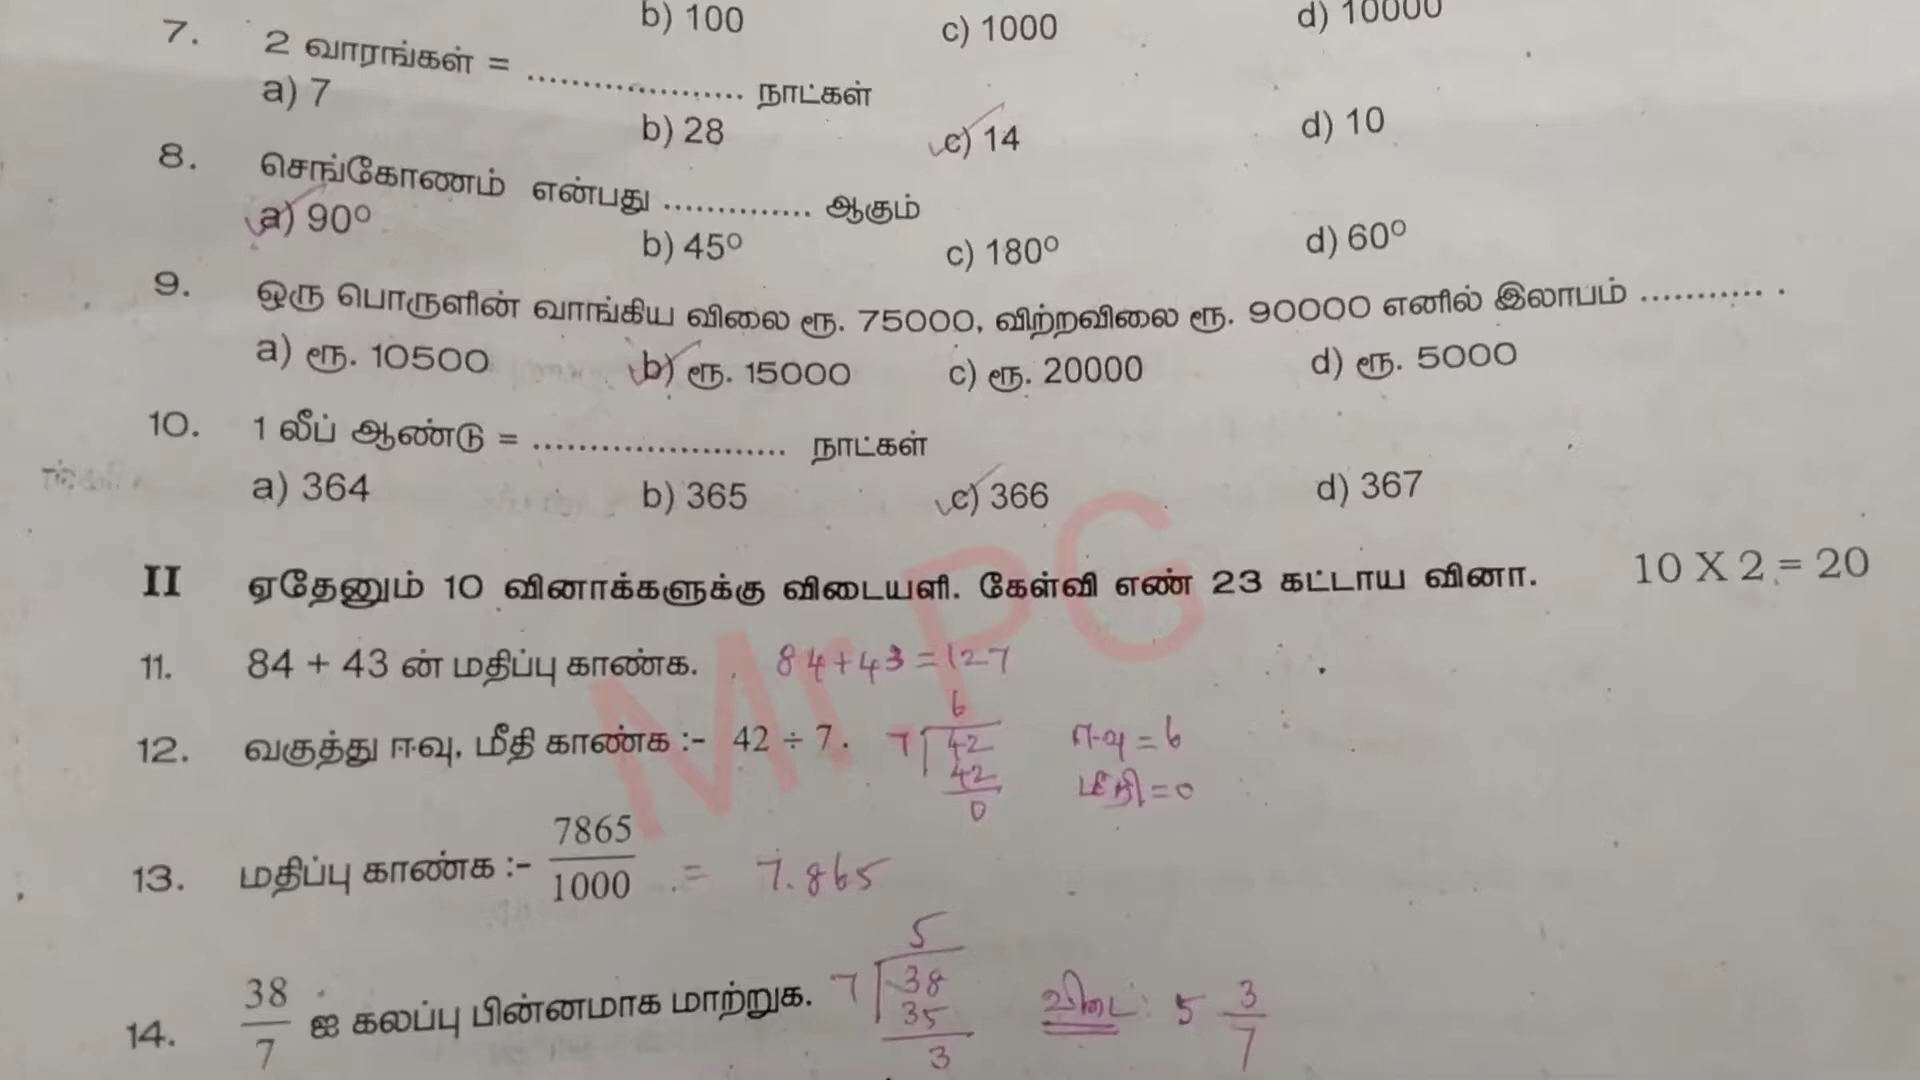 b) 100 c) 1000 d) 10000
7. 2 வாரங்கள் = .................... நாட்கள்
a) 7 b) 28 c) 14 d) 10
8. செங்கோணம் என்பது .............. ஆகும்
a) 90° b) 45° c) 180° d) 60°
9. ஒரு பொருளின் வாங்கிய விலை ரூ. 75000, விற்றவிலை ரூ. 90000 எனில் இலாபம் ........... .
a) ரூ. 10500 b) ரூ. 15000 c) ரூ. 20000 d) ரூ. 5000
10. 1 லீப் ஆண்டு = ....................... நாட்கள்
a) 364 b) 365 c) 366 d) 367
II ஏதேனும் 10 வினாக்களுக்கு விடையளி. கேள்வி எண் 23 கட்டாய வினா. 10 X 2 = 20
11. 84 + 43 ன் மதிப்பு காண்க. 84+43=127
12. வகுத்து ஈவு, மீதி காண்க :- 42 ÷ 7. 7 6 42 42 0 ஈவு = 6
மீதி = 0
13. மதிப்பு காண்க :- 7865/1000 = 7.865
14. 38/7 ஐ கலப்பு பின்னமாக மாற்றுக. 7 5 38 35 3 விடை: 5 3/7
Mr PG